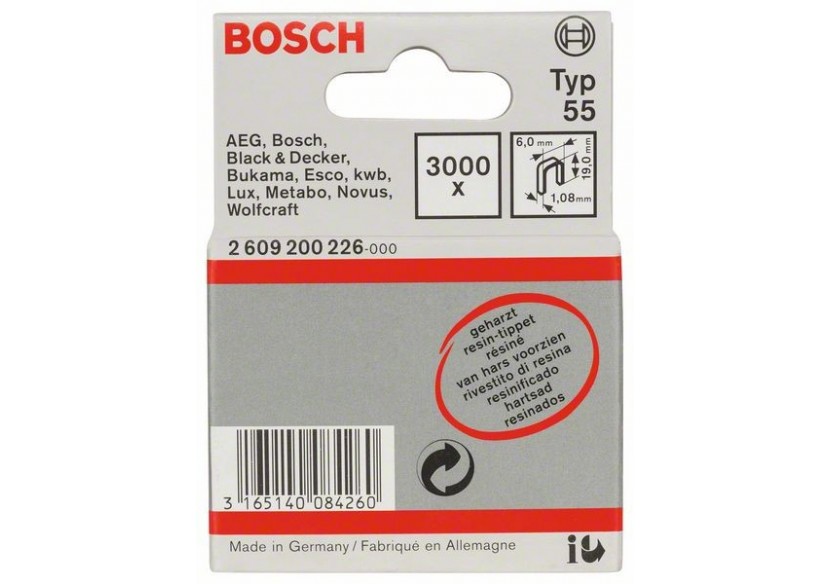 BOSCH
Typ
55
AEG, Bosch,
Black & Decker,
Bukama, Esco, kwb,
Lux, Metabo, Novus,
Wolfcraft
3000
x
6,0 mm
19,0 mm
1,08mm
2 609 200 226-000
geharzt
resin-tippet
résiné
van hars voorzien
rivestito di resina
resinificado
hartsad
resinados
3 165140 084260
Made in Germany / Fabriqué en Allemagne